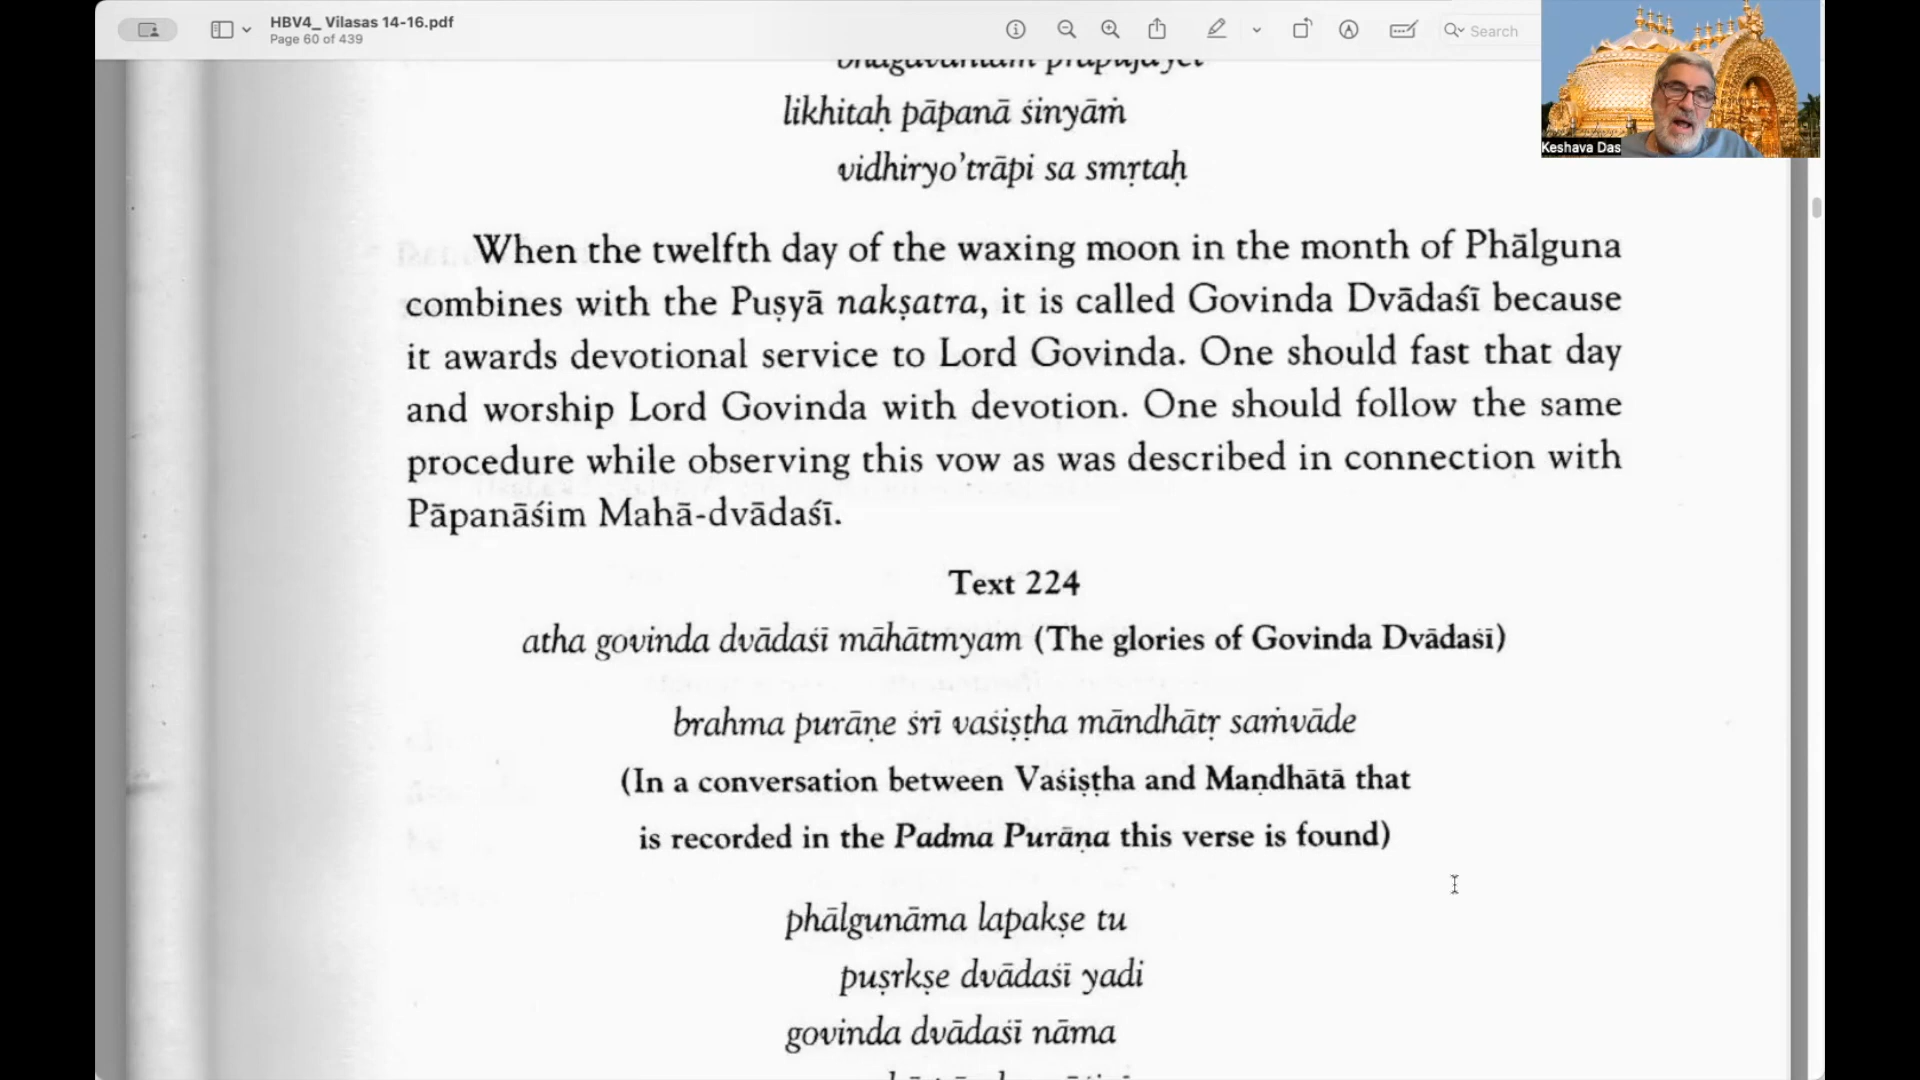 HBV4_ Vilasas 14-16.pdf
Page 60 of 439
Search
Keshava Das
bhagavantaṁ prapūjayet
likhitaḥ pāpanā śinyāṁ
vidhiryo'trāpi sa smṛtaḥ
When the twelfth day of the waxing moon in the month of Phālguna
combines with the Puṣyā nakṣatra, it is called Govinda Dvādaśī because
it awards devotional service to Lord Govinda. One should fast that day
and worship Lord Govinda with devotion. One should follow the same
procedure while observing this vow as was described in connection with
Pāpanāśim Mahā-dvādaśī.
Text 224
atha govinda dvādaśī māhātmyam (The glories of Govinda Dvādaśī)
brahma purāṇe śrī vaśiṣṭha māndhātṛ saṁvāde
(In a conversation between Vaśiṣṭha and Maṇdhātā that
is recorded in the Padma Purāṇa this verse is found)
phālgunāma lapakṣe tu
puṣrkṣe dvādaśī yadi
govinda dvādaśī nāma